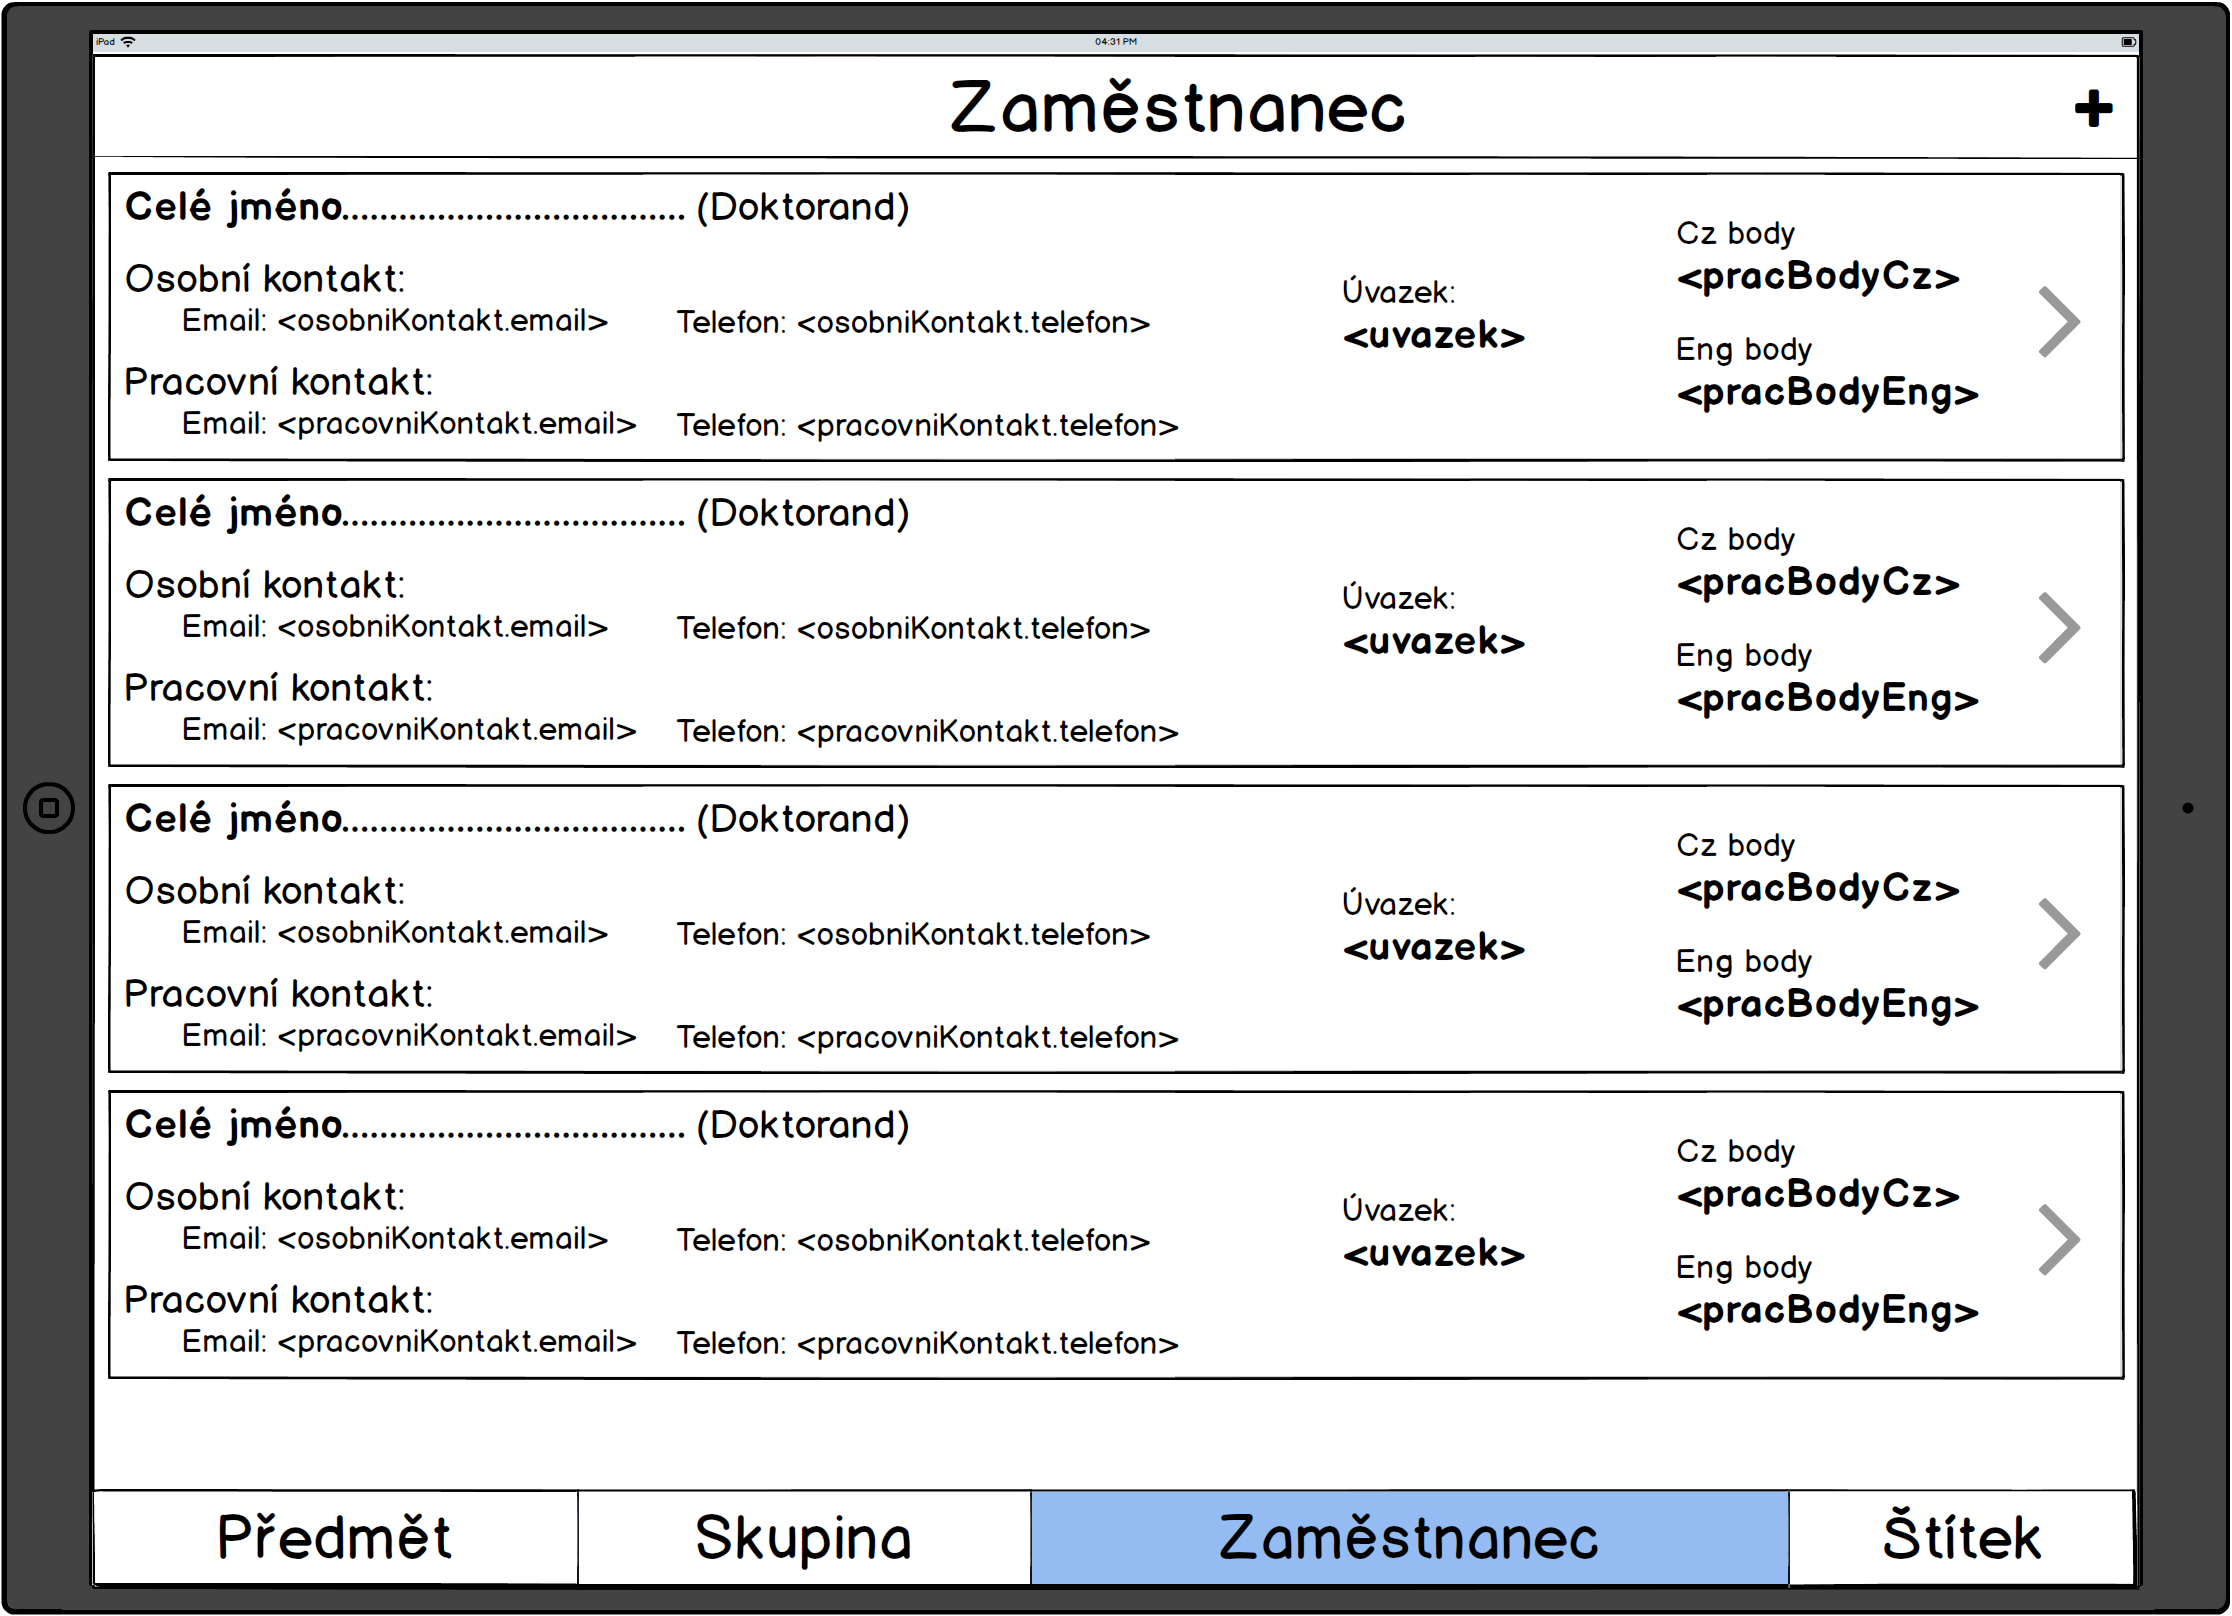 iPad
04:31 PM
Zaměstnanec
Celé jméno.................................... (Doktorand)
Cz body
<pracBodyCz>
Osobní kontakt:
Email: <osobniKontakt.email> Telefon: <osobniKontakt.telefon>
Úvazek:
<uvazek>
Eng body
<pracBodyEng>
Pracovní kontakt:
Email: <pracovniKontakt.email> Telefon: <pracovniKontakt.telefon>
Celé jméno.................................... (Doktorand)
Cz body
<pracBodyCz>
Osobní kontakt:
Email: <osobniKontakt.email> Telefon: <osobniKontakt.telefon>
Úvazek:
<uvazek>
Eng body
<pracBodyEng>
Pracovní kontakt:
Email: <pracovniKontakt.email> Telefon: <pracovniKontakt.telefon>
Celé jméno.................................... (Doktorand)
Cz body
<pracBodyCz>
Osobní kontakt:
Email: <osobniKontakt.email> Telefon: <osobniKontakt.telefon>
Úvazek:
<uvazek>
Eng body
<pracBodyEng>
Pracovní kontakt:
Email: <pracovniKontakt.email> Telefon: <pracovniKontakt.telefon>
Celé jméno.................................... (Doktorand)
Cz body
<pracBodyCz>
Osobní kontakt:
Email: <osobniKontakt.email> Telefon: <osobniKontakt.telefon>
Úvazek:
<uvazek>
Eng body
<pracBodyEng>
Pracovní kontakt:
Email: <pracovniKontakt.email> Telefon: <pracovniKontakt.telefon>
Předmět Skupina Zaměstnanec Štítek